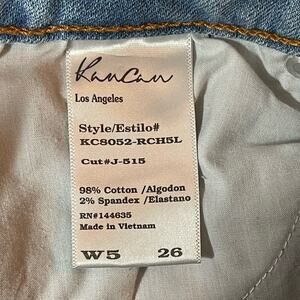 KanCan
Los Angeles
Style/Estilo#
KC8052-RCH5L
Cut#J-515
98% Cotton /Algodon
2% Spandex /Elastano
RN#144635
Made in Vietnam
W5 26